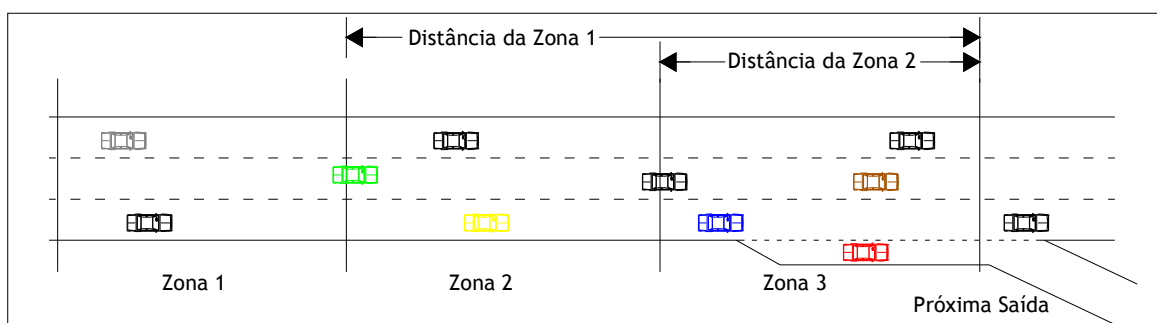 Distância da Zona 1
Distância da Zona 2
Zona 1
Zona 2
Zona 3
Próxima Saída